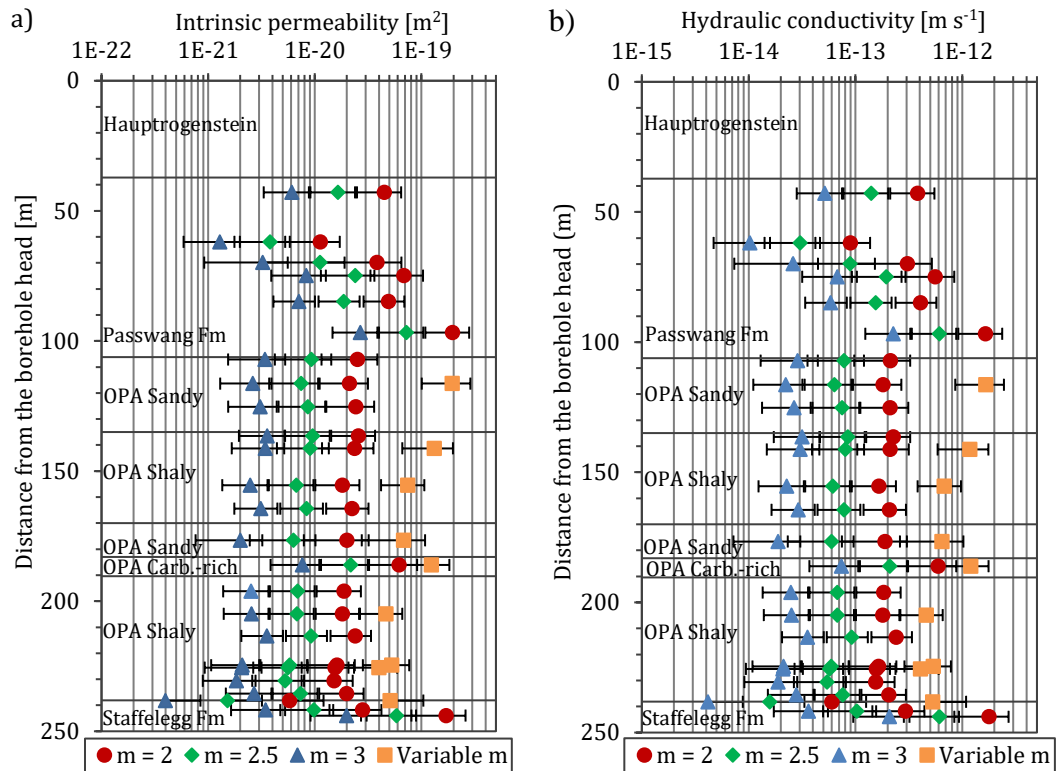 a)
Intrinsic permeability [m²]
1E-22 1E-21 1E-20 1E-19
Distance from the borehole head [m]
0
50
100
150
200
250
Hauptrogenstein
Passwang Fm
OPA Sandy
OPA Shaly
OPA Sandy
OPA Carb.-rich
OPA Shaly
Staffelegg Fm
m = 2 m = 2.5 m = 3 Variable m
b)
Hydraulic conductivity [m s⁻¹]
1E-15 1E-14 1E-13 1E-12
Distance from the borehole head (m)
0
50
100
150
200
250
Hauptrogenstein
Passwang Fm
OPA Sandy
OPA Shaly
OPA Sandy
OPA Carb.-rich
OPA Shaly
Staffelegg Fm
m = 2 m = 2.5 m = 3 Variable m